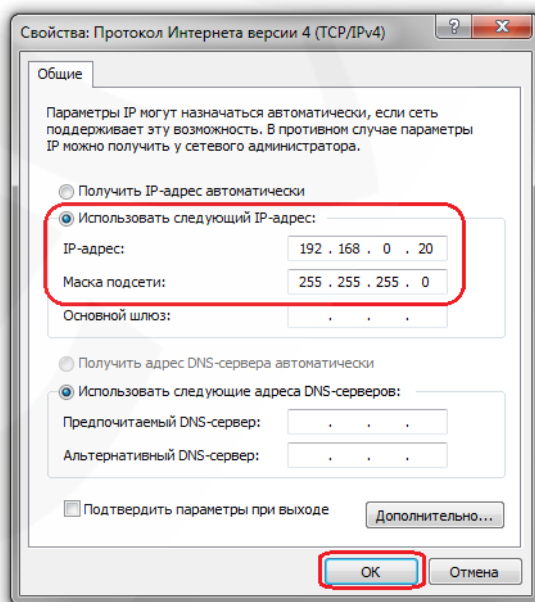 Свойства: Протокол Интернета версии 4 (TCP/IPv4)
Общие
Параметры IP могут назначаться автоматически, если сеть
поддерживает эту возможность. В противном случае параметры
IP можно получить у сетевого администратора.
Получить IP-адрес автоматически
Использовать следующий IP-адрес:
IP-адрес: 192 . 168 . 0 . 20
Маска подсети: 255 . 255 . 255 . 0
Основной шлюз: . . .
Получить адрес DNS-сервера автоматически
Использовать следующие адреса DNS-серверов:
Предпочитаемый DNS-сервер: . . .
Альтернативный DNS-сервер: . . .
Подтвердить параметры при выходе
Дополнительно...
ОК Отмена